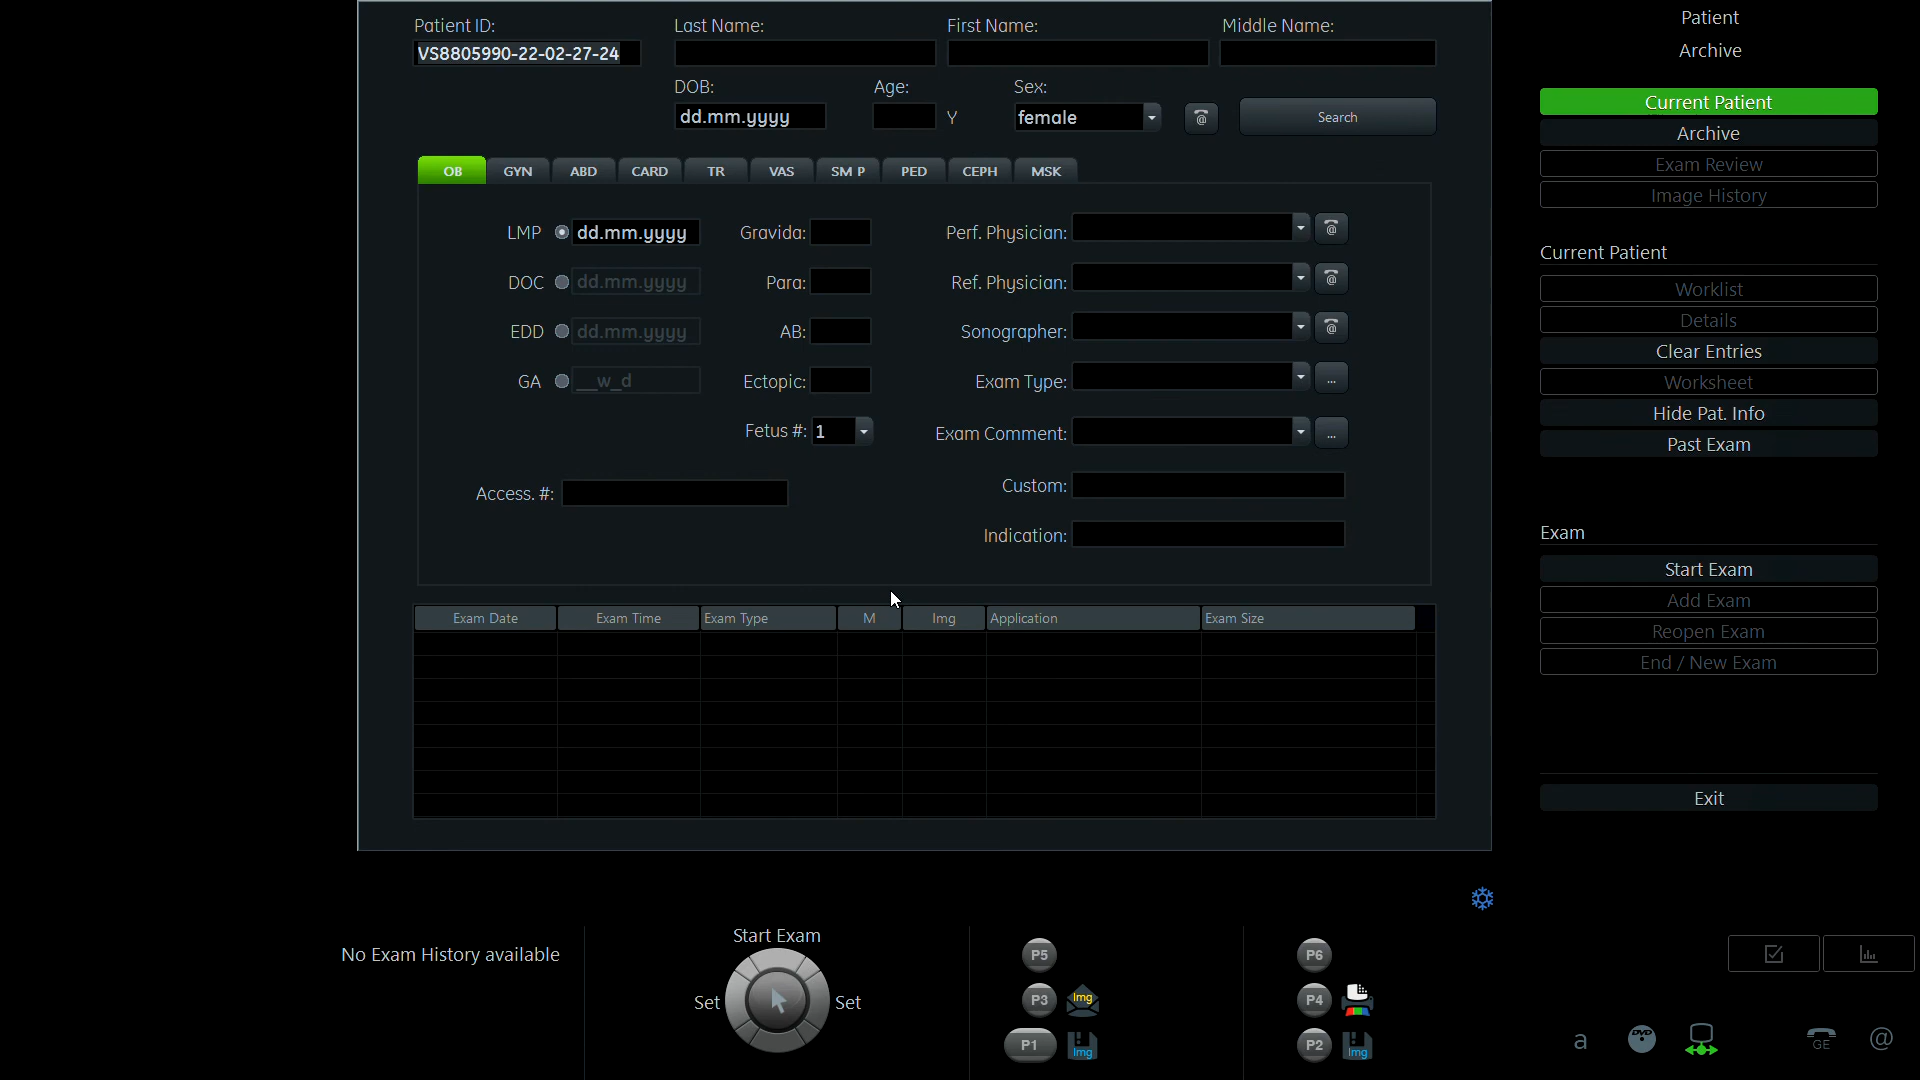 Patient ID: Last Name: First Name: Middle Name:
VS8805990-22-02-27-24
DOB: Age: Sex:
dd.mm.yyyy Y female @ Search
OB GYN ABD CARD TR VAS SM P PED CEPH MSK
LMP dd.mm.yyyy Gravida: Perf. Physician: @
DOC dd.mm.yyyy Para: Ref. Physician: @
EDD dd.mm.yyyy AB: Sonographer: @
GA __w_d Ectopic: Exam Type: ...
Fetus #: 1 Exam Comment: ...
Access. #: Custom:
Indication:
Exam Date Exam Time Exam Type M Img Application Exam Size
Patient
Archive
Current Patient
Archive
Exam Review
Image History
Current Patient
Worklist
Details
Clear Entries
Worksheet
Hide Pat. Info
Past Exam
Exam
Start Exam
Add Exam
Reopen Exam
End / New Exam
Exit
No Exam History available
Start Exam
Set Set
P5
P3 Img
P1 Img
P6
P4
P2 Img
a DVD GE @